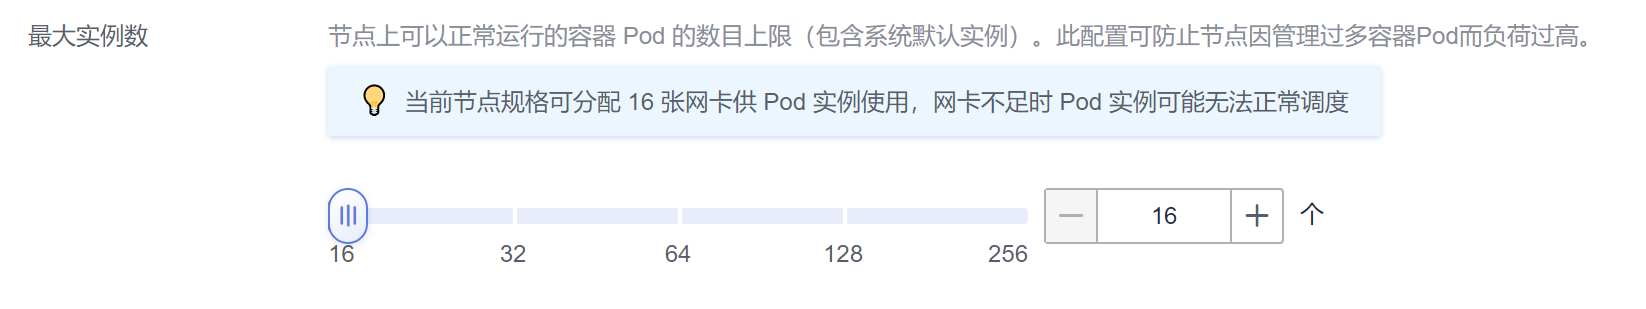 最大实例数
节点上可以正常运行的容器 Pod 的数目上限（包含系统默认实例）。此配置可防止节点因管理过多容器Pod而负荷过高。
当前节点规格可分配 16 张网卡供 Pod 实例使用，网卡不足时 Pod 实例可能无法正常调度
16 个
16 32 64 128 256